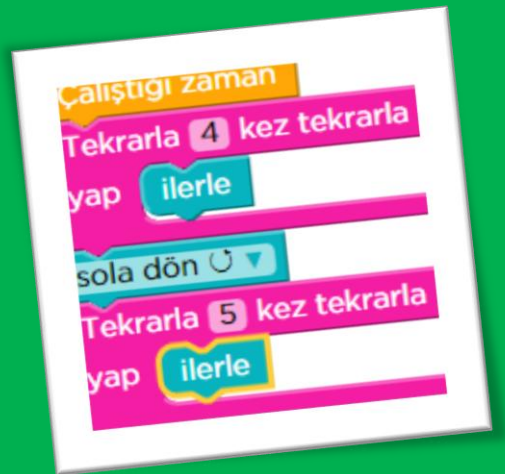 Çalıştığı zaman
Tekrarla 4 kez tekrarla
yap ilerle
sola dön ↺ ▼
Tekrarla 5 kez tekrarla
yap ilerle